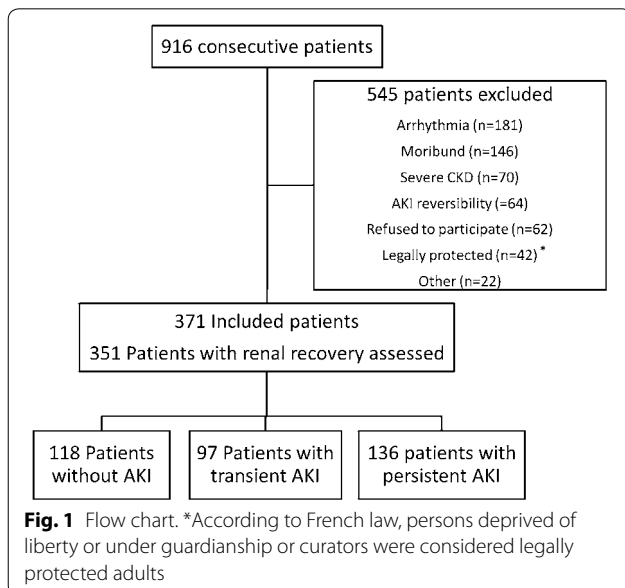 916 consecutive patients
545 patients excluded
Arrhythmia (n=181)
Moribund (n=146)
Severe CKD (n=70)
AKI reversibility (=64)
Refused to participate (n=62)
Legally protected (n=42)*
Other (n=22)
371 Included patients
351 Patients with renal recovery assessed
118 Patients
without AKI
97 Patients with
transient AKI
136 patients with
persistent AKI
Fig. 1 Flow chart. *According to French law, persons deprived of
liberty or under guardianship or curators were considered legally
protected adults